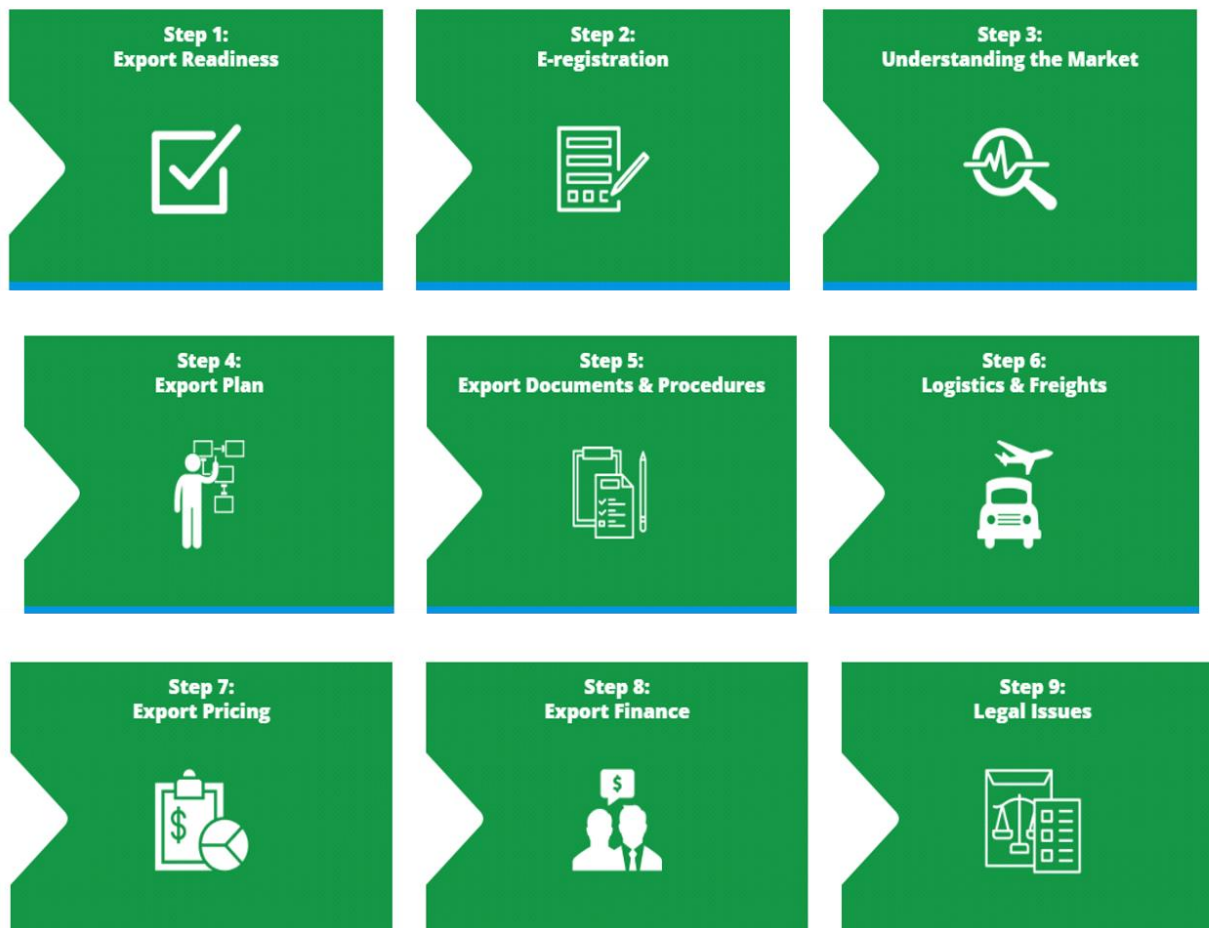 Step 1:
Export Readiness
Step 2:
E-registration
Step 3:
Understanding the Market
Step 4:
Export Plan
Step 5:
Export Documents & Procedures
Step 6:
Logistics & Freights
Step 7:
Export Pricing
$
Step 8:
Export Finance
$
Step 9:
Legal Issues